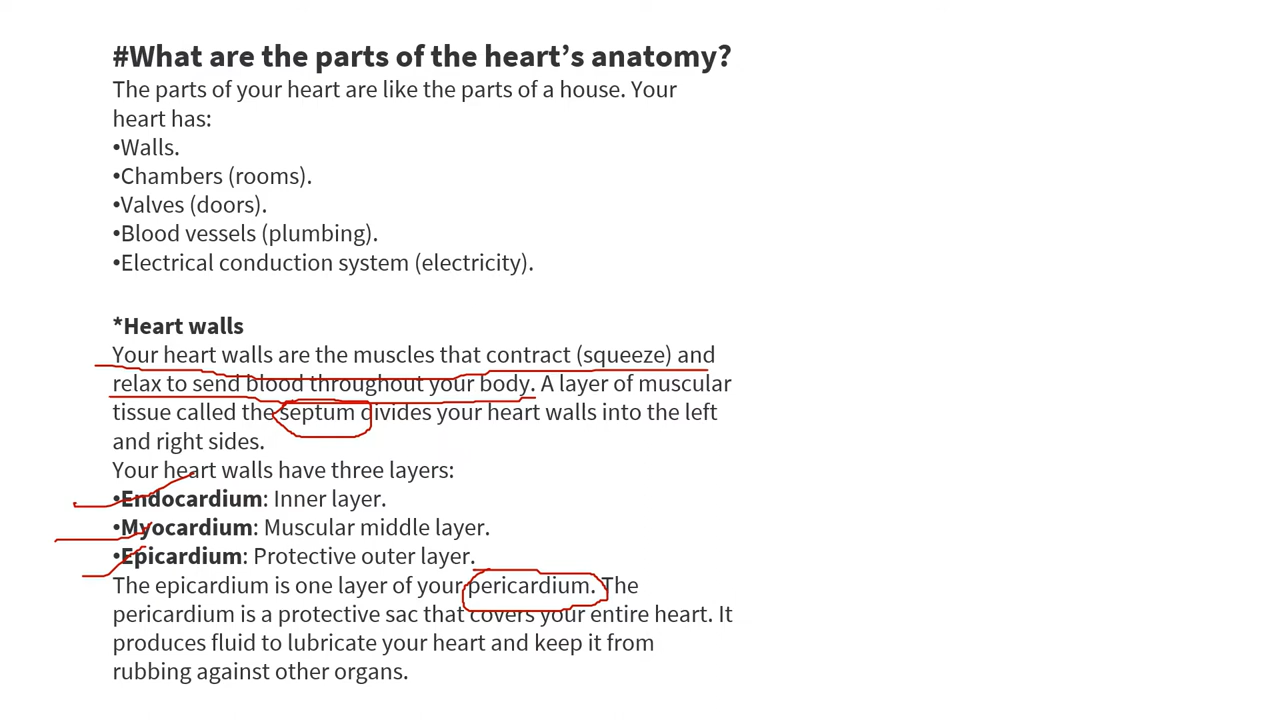 #What are the parts of the heart’s anatomy?
The parts of your heart are like the parts of a house. Your
heart has:
•Walls.
•Chambers (rooms).
•Valves (doors).
•Blood vessels (plumbing).
•Electrical conduction system (electricity).
*Heart walls
Your heart walls are the muscles that contract (squeeze) and
relax to send blood throughout your body. A layer of muscular
tissue called the septum divides your heart walls into the left
and right sides.
Your heart walls have three layers:
•Endocardium: Inner layer.
•Myocardium: Muscular middle layer.
•Epicardium: Protective outer layer.
The epicardium is one layer of your pericardium. The
pericardium is a protective sac that covers your entire heart. It
produces fluid to lubricate your heart and keep it from
rubbing against other organs.